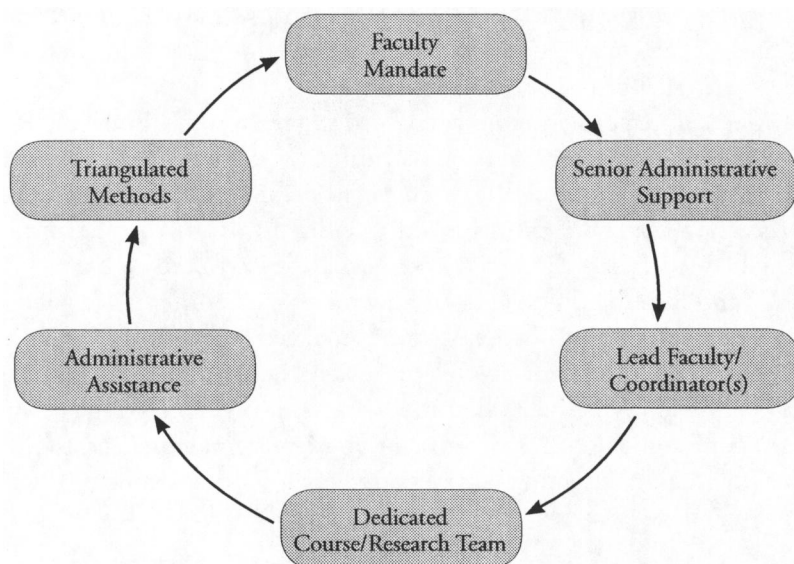 Faculty
Mandate
Senior Administrative
Support
Lead Faculty/
Coordinator(s)
Dedicated
Course/Research Team
Administrative
Assistance
Triangulated
Methods